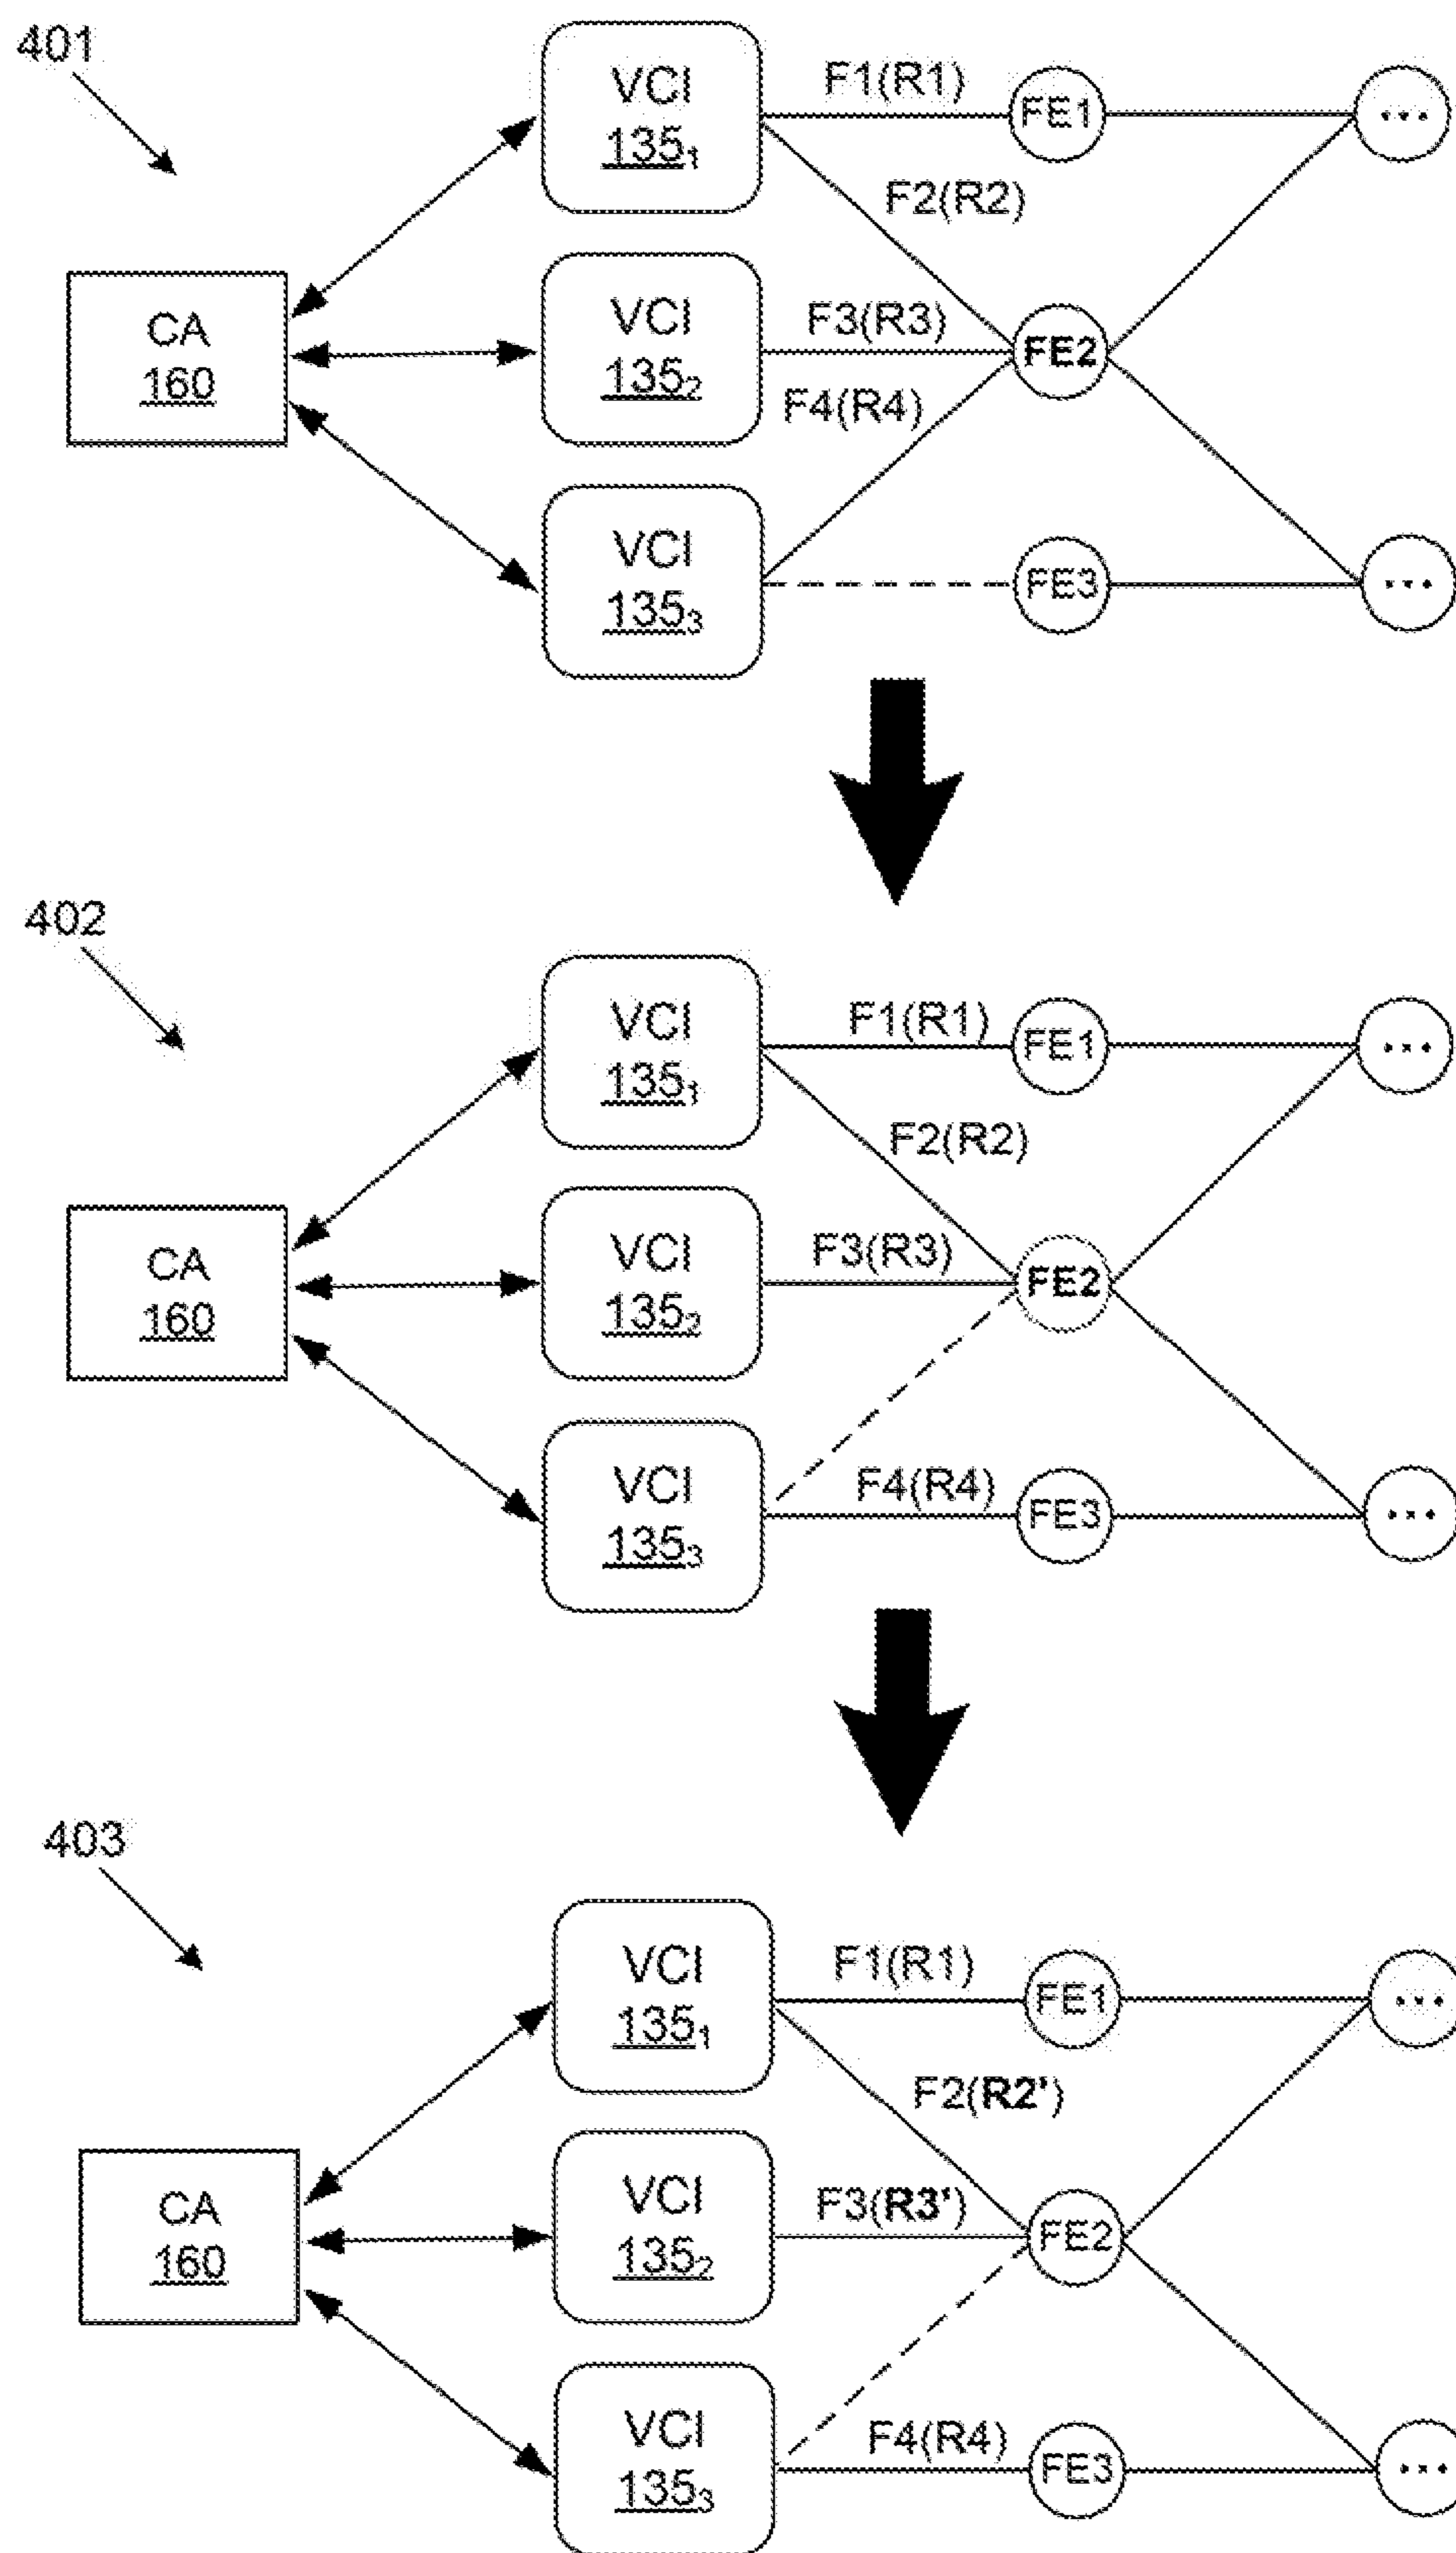 401
VCI
135₁
F1(R1)
FE1
...
F2(R2)
CA
160
VCI
135₂
F3(R3)
FE2
F4(R4)
VCI
135₃
FE3
...
402
VCI
135₁
F1(R1)
FE1
...
F2(R2)
CA
160
VCI
135₂
F3(R3)
FE2
VCI
135₃
F4(R4)
FE3
...
403
VCI
135₁
F1(R1)
FE1
...
F2(R2')
CA
160
VCI
135₂
F3(R3')
FE2
VCI
135₃
F4(R4)
FE3
...